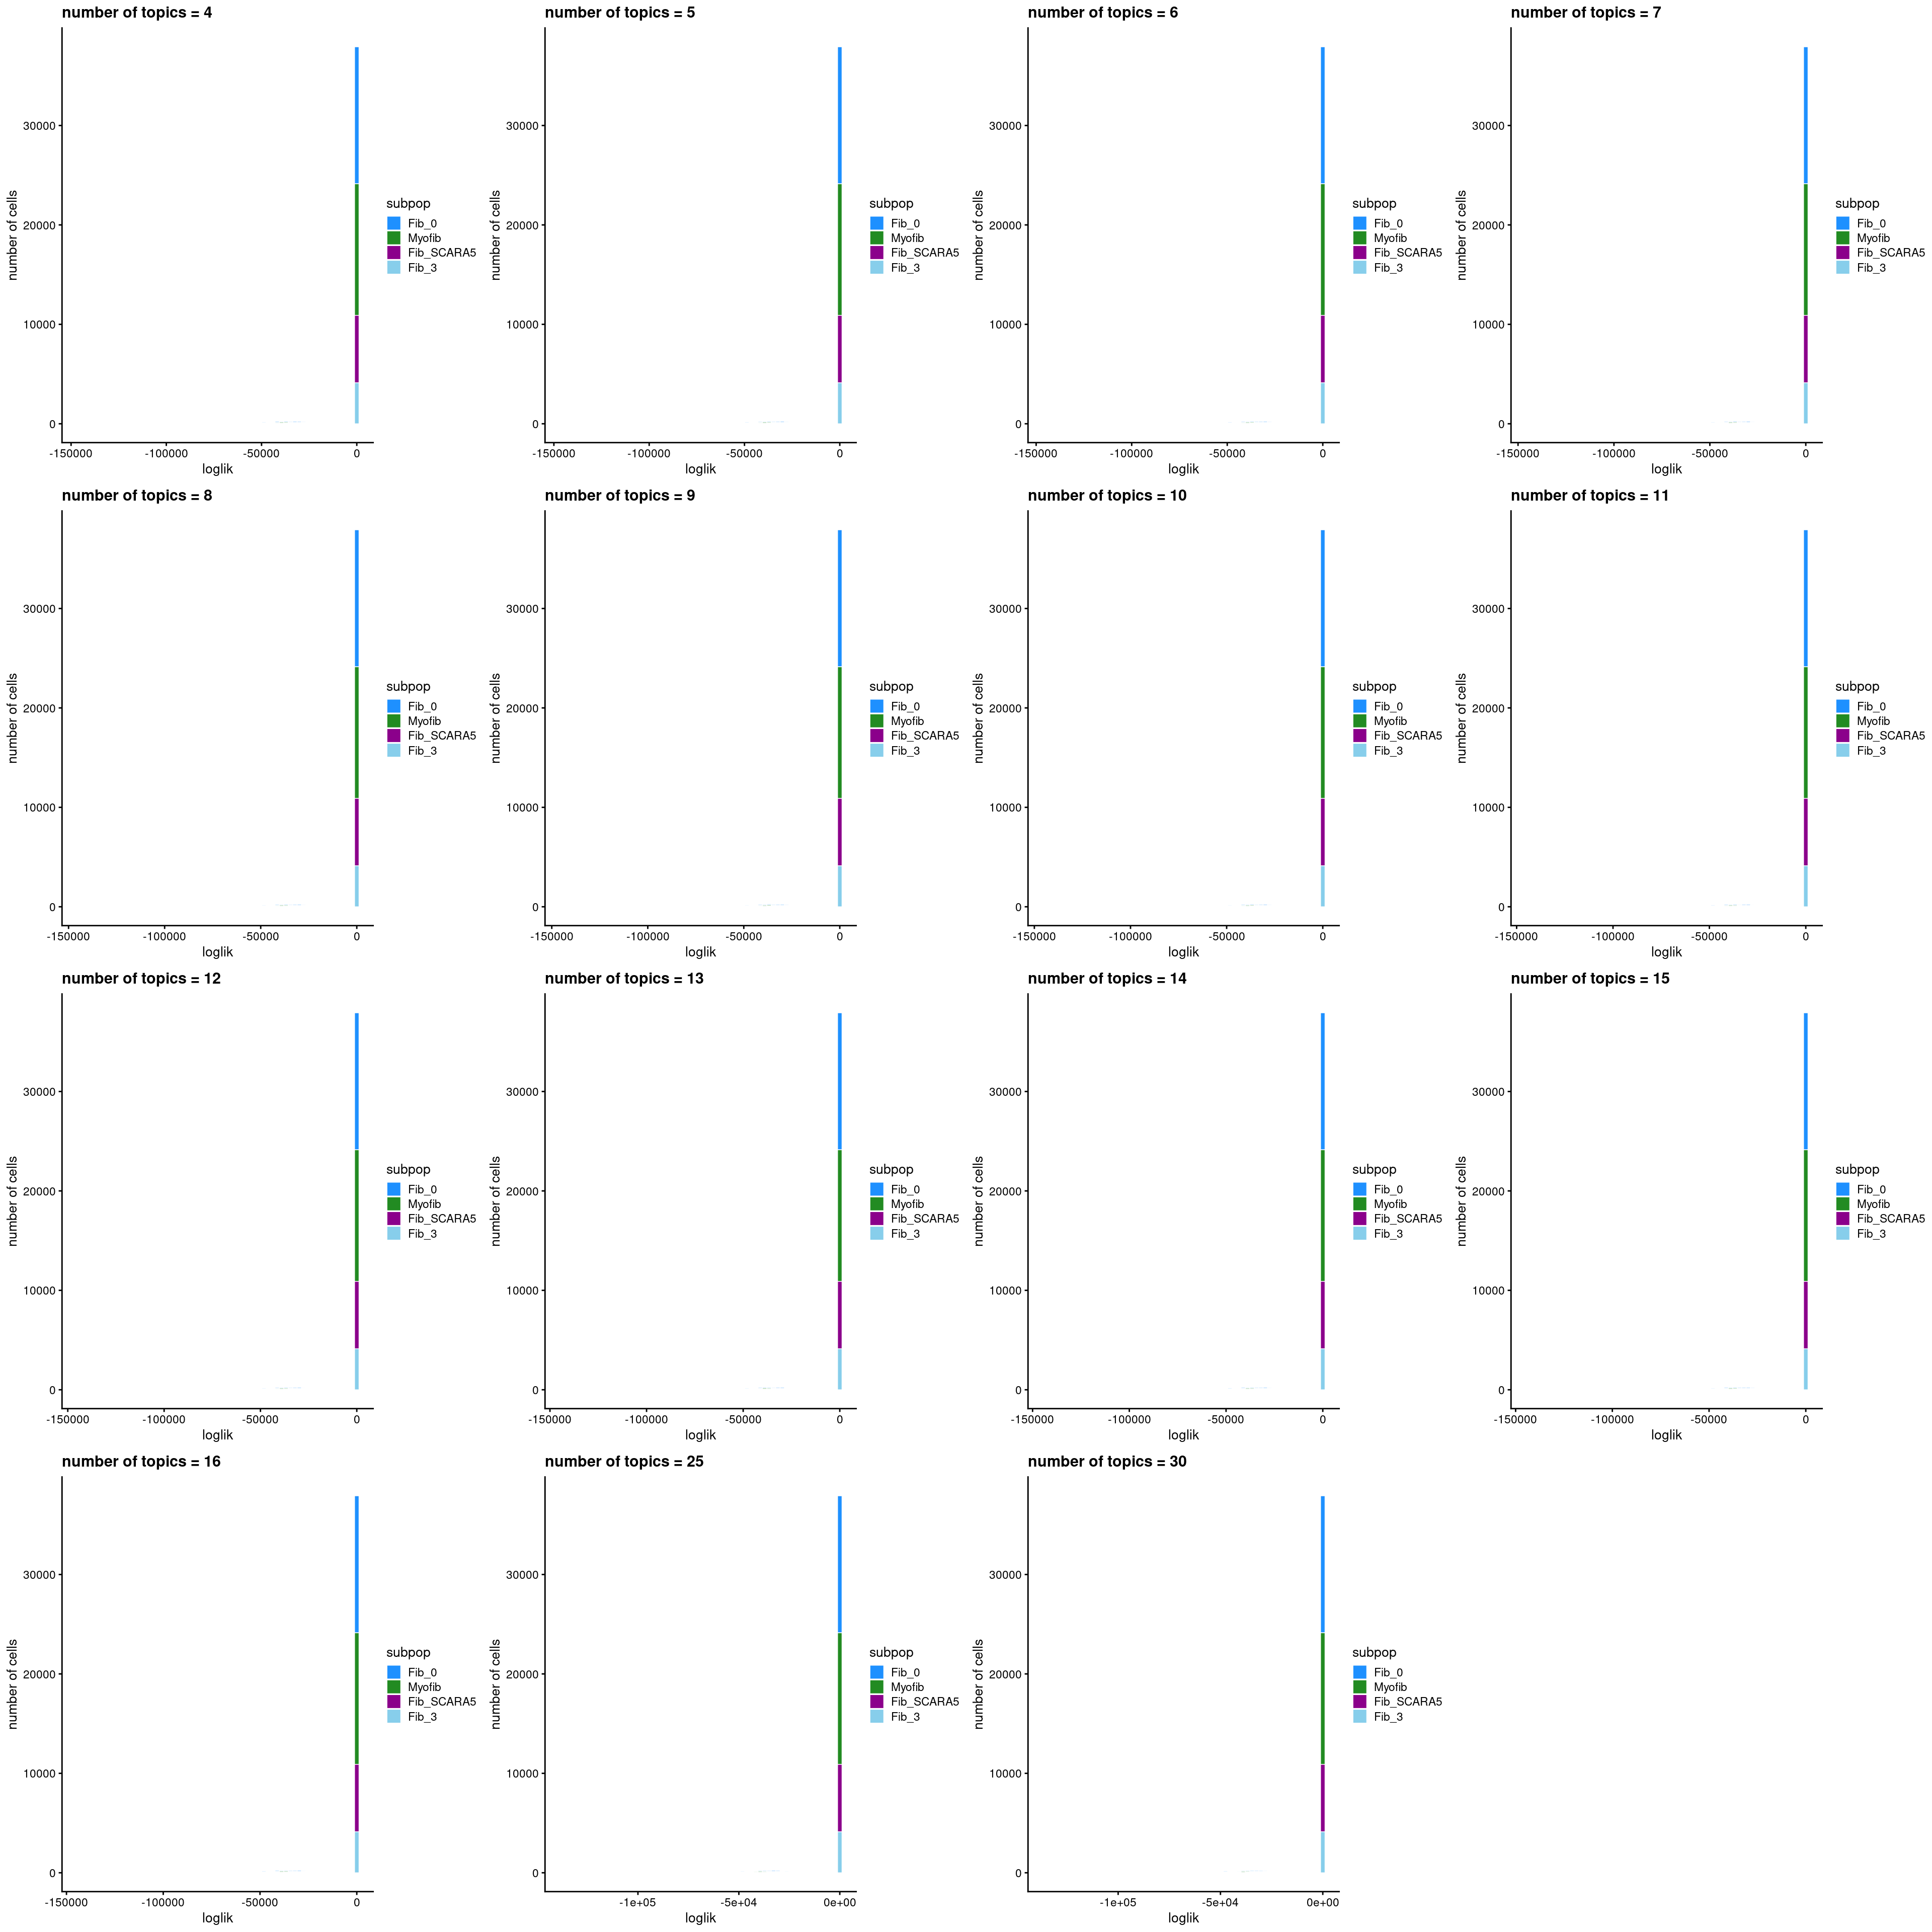 number of topics = 4
number of cells
30000
20000
10000
0
-150000 -100000 -50000 0
loglik
subpop
Fib_0
Myofib
Fib_SCARA5
Fib_3
number of topics = 5
number of cells
30000
20000
10000
0
-150000 -100000 -50000 0
loglik
subpop
Fib_0
Myofib
Fib_SCARA5
Fib_3
number of topics = 6
number of cells
30000
20000
10000
0
-150000 -100000 -50000 0
loglik
subpop
Fib_0
Myofib
Fib_SCARA5
Fib_3
number of topics = 7
number of cells
30000
20000
10000
0
-150000 -100000 -50000 0
loglik
subpop
Fib_0
Myofib
Fib_SCARA5
Fib_3
number of topics = 8
number of cells
30000
20000
10000
0
-150000 -100000 -50000 0
loglik
subpop
Fib_0
Myofib
Fib_SCARA5
Fib_3
number of topics = 9
number of cells
30000
20000
10000
0
-150000 -100000 -50000 0
loglik
subpop
Fib_0
Myofib
Fib_SCARA5
Fib_3
number of topics = 10
number of cells
30000
20000
10000
0
-150000 -100000 -50000 0
loglik
subpop
Fib_0
Myofib
Fib_SCARA5
Fib_3
number of topics = 11
number of cells
30000
20000
10000
0
-150000 -100000 -50000 0
loglik
subpop
Fib_0
Myofib
Fib_SCARA5
Fib_3
number of topics = 12
number of cells
30000
20000
10000
0
-150000 -100000 -50000 0
loglik
subpop
Fib_0
Myofib
Fib_SCARA5
Fib_3
number of topics = 13
number of cells
30000
20000
10000
0
-150000 -100000 -50000 0
loglik
subpop
Fib_0
Myofib
Fib_SCARA5
Fib_3
number of topics = 14
number of cells
30000
20000
10000
0
-150000 -100000 -50000 0
loglik
subpop
Fib_0
Myofib
Fib_SCARA5
Fib_3
number of topics = 15
number of cells
30000
20000
10000
0
-150000 -100000 -50000 0
loglik
subpop
Fib_0
Myofib
Fib_SCARA5
Fib_3
number of topics = 16
number of cells
30000
20000
10000
0
-150000 -100000 -50000 0
loglik
subpop
Fib_0
Myofib
Fib_SCARA5
Fib_3
number of topics = 25
number of cells
30000
20000
10000
0
-1e+05 -5e+04 0e+00
loglik
subpop
Fib_0
Myofib
Fib_SCARA5
Fib_3
number of topics = 30
number of cells
30000
20000
10000
0
-1e+05 -5e+04 0e+00
loglik
subpop
Fib_0
Myofib
Fib_SCARA5
Fib_3